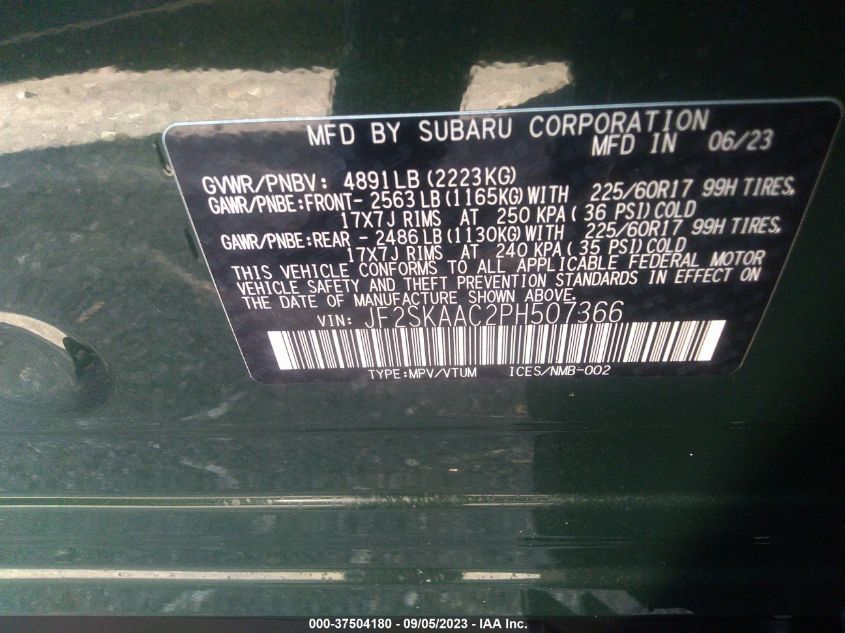 MFD BY SUBARU CORPORATION
MFD IN 06/23
GVWR/PNBV: 4891LB (2223KG)
GAWR/PNBE:FRONT- 2563LB (1165KG)WITH 225/60R17 99H TIRES,
17X7J RIMS AT 250 KPA( 36 PSI)COLD
GAWR/PNBE:REAR - 2486LB (1130KG)WITH 225/60R17 99H TIRES,
17X7J RIMS AT 240 KPA( 35 PSI)COLD
THIS VEHICLE CONFORMS TO ALL APPLICABLE FEDERAL MOTOR
VEHICLE SAFETY AND THEFT PREVENTION STANDARDS IN EFFECT ON
THE DATE OF MANUFACTURE SHOWN ABOVE.
VIN: JF2SKAAC2PH507366
TYPE:MPV/VTUM ICES/NMB-002
000-37504180 - 09/05/2023 - IAA Inc.